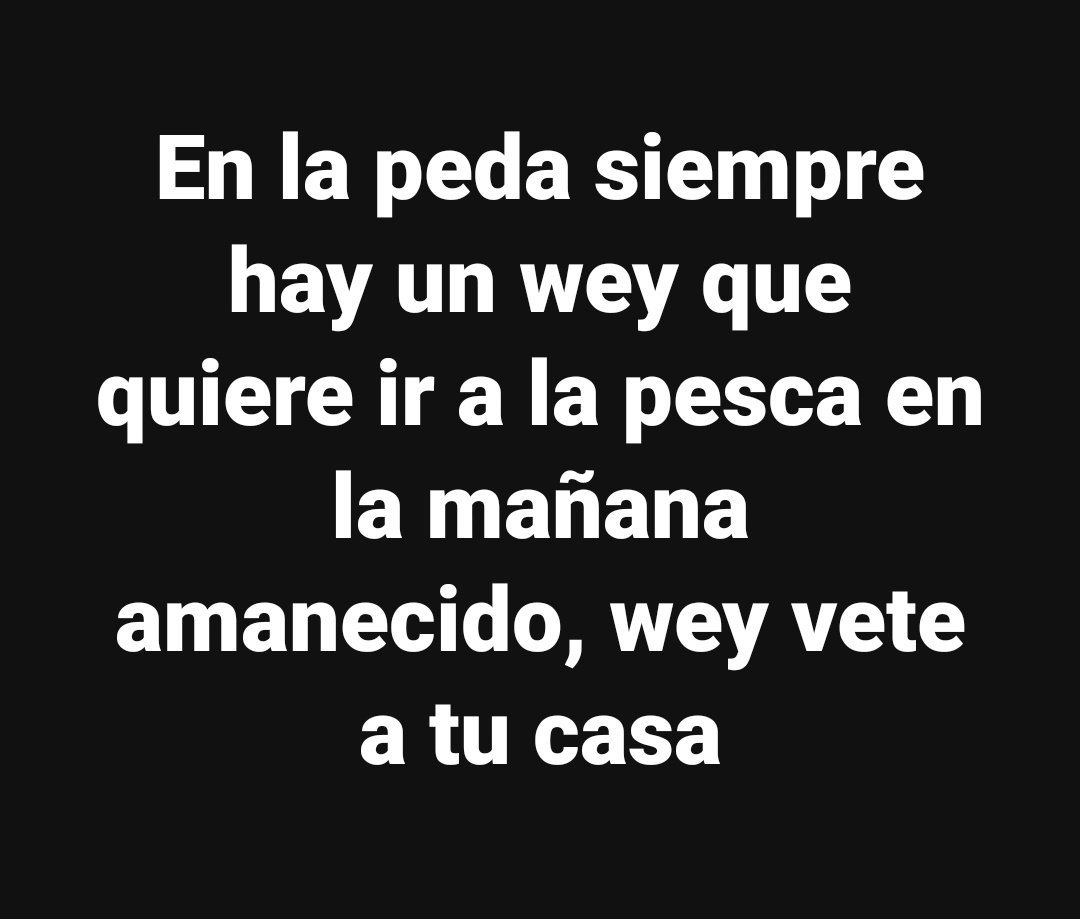 En la peda siempre
hay un wey que
quiere ir a la pesca en
la mañana
amanecido, wey vete
a tu casa